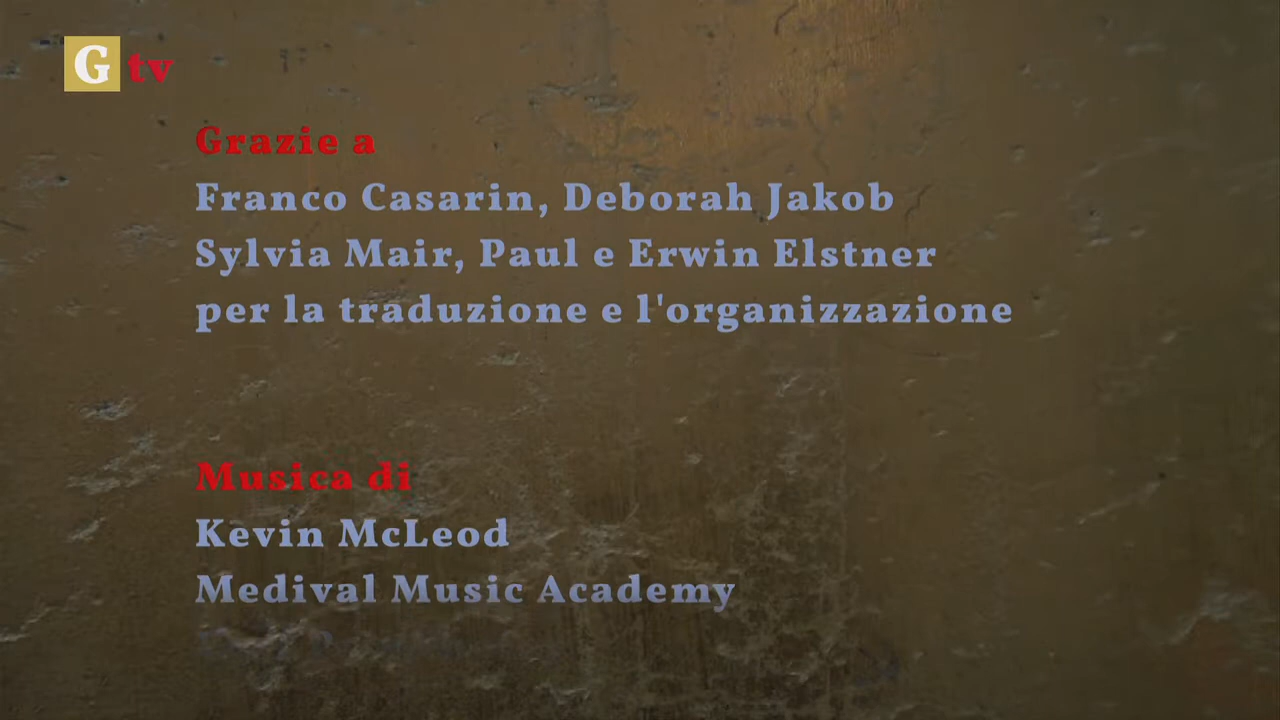 G tv
Grazie a
Franco Casarin, Deborah Jakob
Sylvia Mair, Paul e Erwin Elstner
per la traduzione e l'organizzazione
Musica di
Kevin McLeod
Medival Music Academy